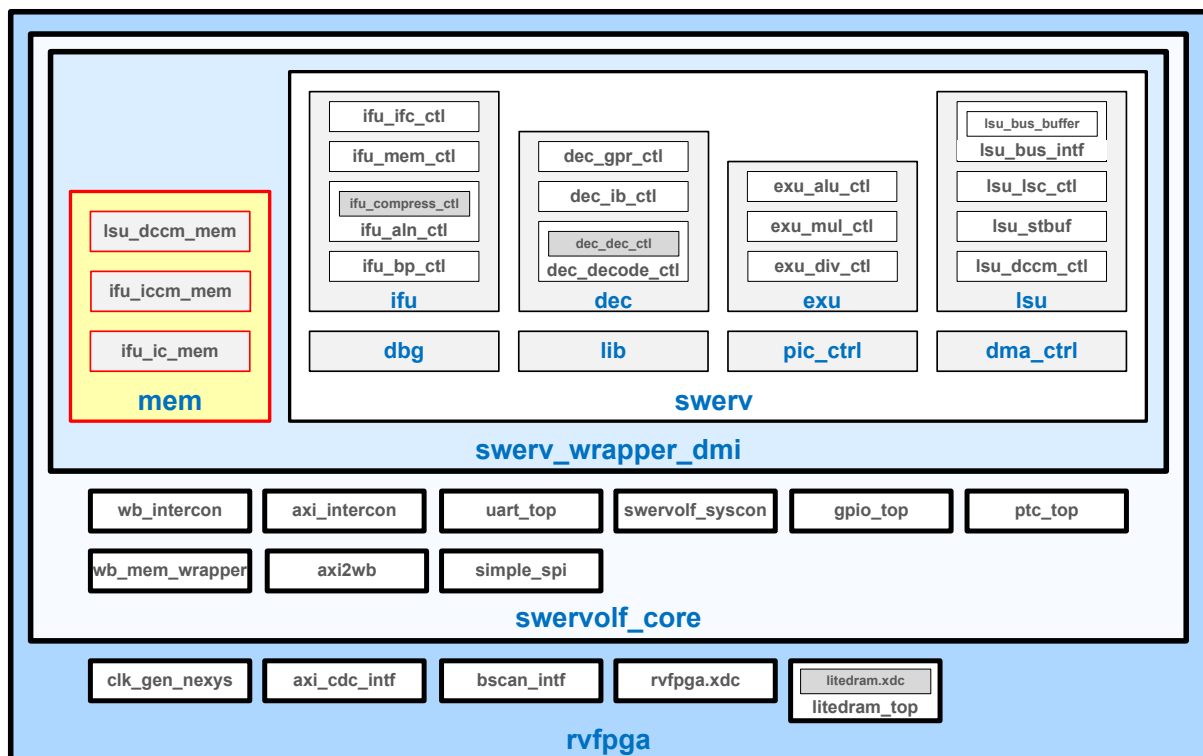 ifu_ifc_ctl
ifu_mem_ctl
ifu_compress_ctl
ifu_aln_ctl
ifu_bp_ctl
ifu
dec_gpr_ctl
dec_ib_ctl
dec_dec_ctl
dec_decode_ctl
dec
exu_alu_ctl
exu_mul_ctl
exu_div_ctl
exu
lsu_bus_buffer
lsu_bus_intf
lsu_lsc_ctl
lsu_stbuf
lsu_dccm_ctl
lsu
lsu_dccm_mem
ifu_iccm_mem
ifu_ic_mem
mem
dbg
lib
pic_ctrl
dma_ctrl
swerv
swerv_wrapper_dmi
wb_intercon
axi_intercon
uart_top
swervolf_syscon
gpio_top
ptc_top
wb_mem_wrapper
axi2wb
simple_spi
swervolf_core
clk_gen_nexys
axi_cdc_intf
bscan_intf
rvfpga.xdc
litedram.xdc
litedram_top
rvfpga